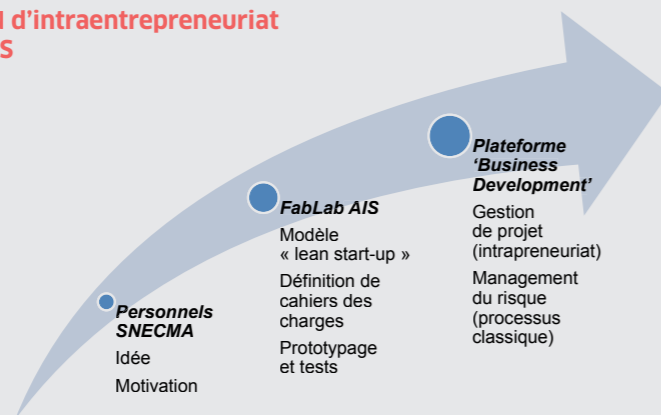 d’intraentrepreneuriat
S
Personnels
SNECMA
Idée
Motivation
FabLab AIS
Modèle
« lean start-up »
Définition de
cahiers des
charges
Prototypage
et tests
Plateforme
‘Business
Development’
Gestion
de projet
(intrapreneuriat)
Management
du risque
(processus
classique)